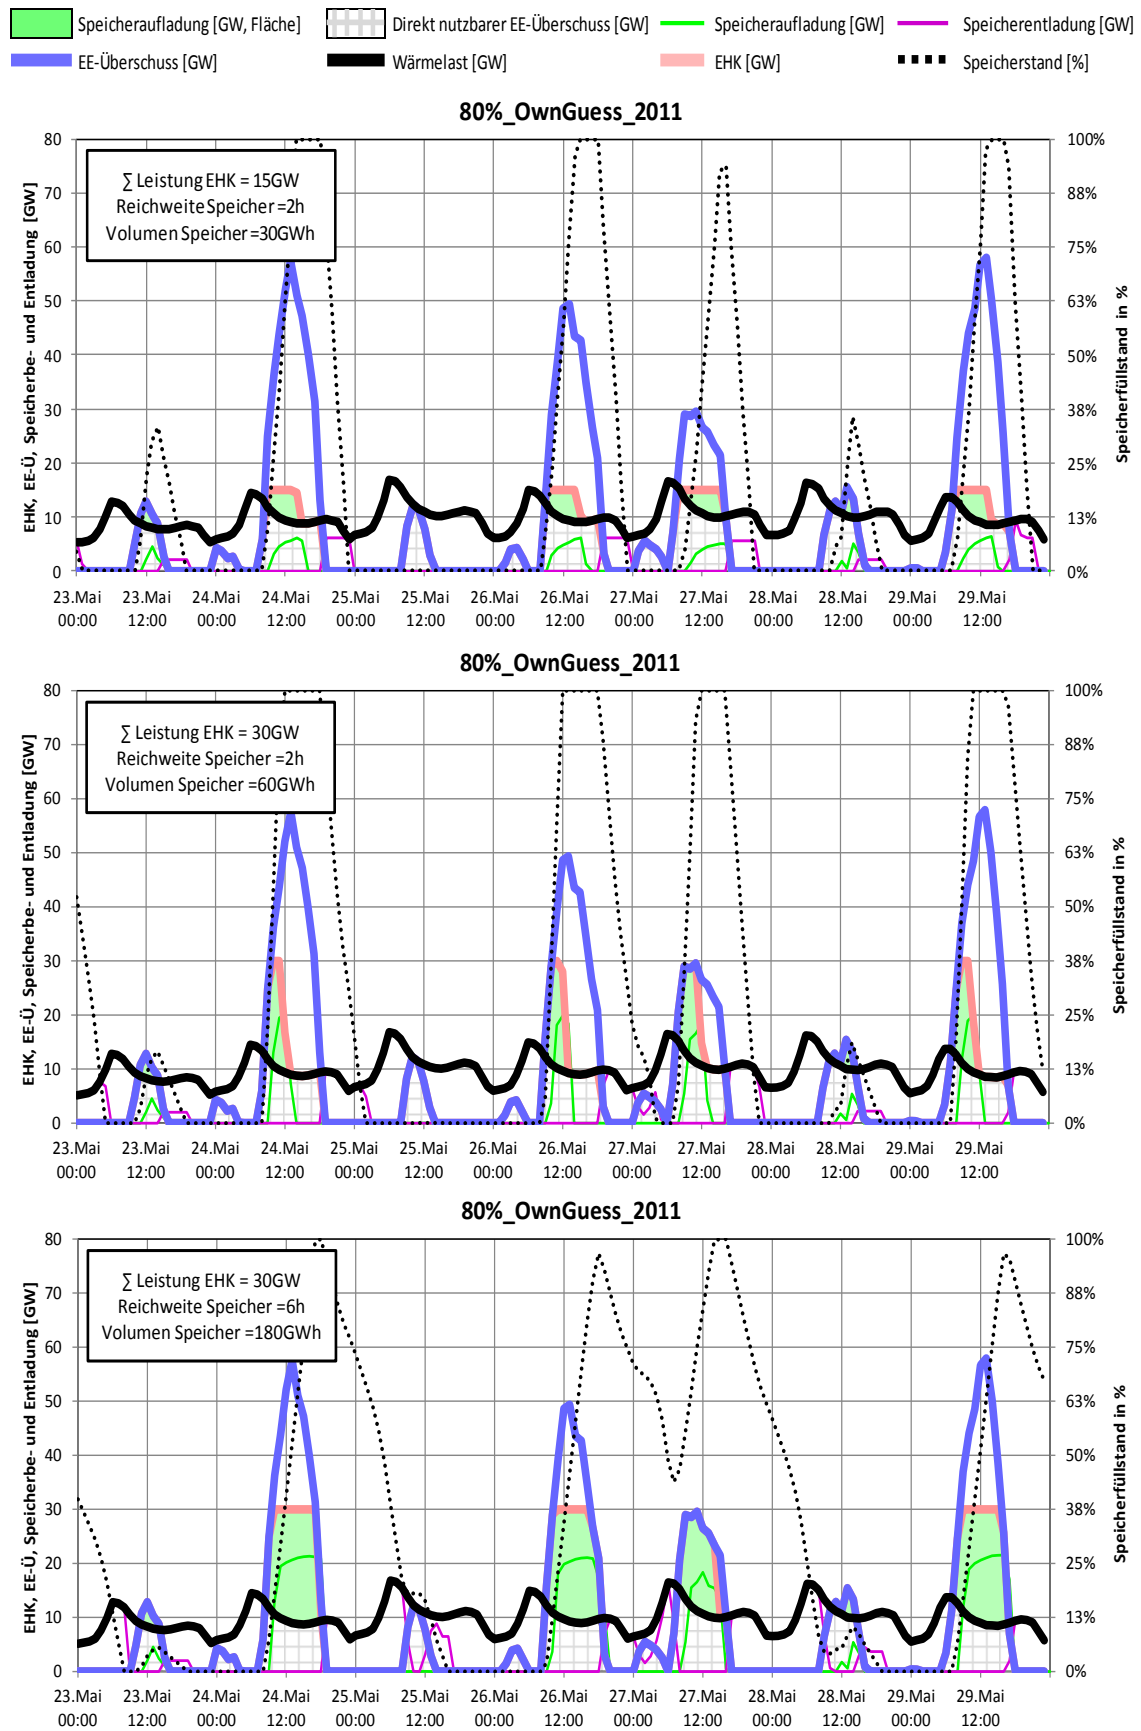 Speicheraufladung [GW, Fläche] Direkt nutzbarer EE-Überschuss [GW] Speicheraufladung [GW] Speicherentladung [GW]
EE-Überschuss [GW] Wärmelast [GW] EHK [GW] Speicherstand [%]
80%_OwnGuess_2011
EHK, EE-Ü, Speicherbe- und Entladung [GW]
80
70
60
50
40
30
20
10
0
∑ Leistung EHK = 15GW
Reichweite Speicher =2h
Volumen Speicher =30GWh
100%
88%
75%
63%
50%
38%
25%
13%
0%
Speicherfüllstand in %
23.Mai 23.Mai 24.Mai 24.Mai 25.Mai 25.Mai 26.Mai 26.Mai 27.Mai 27.Mai 28.Mai 28.Mai 29.Mai 29.Mai
00:00 12:00 00:00 12:00 00:00 12:00 00:00 12:00 00:00 12:00 00:00 12:00 00:00 12:00
80%_OwnGuess_2011
EHK, EE-Ü, Speicherbe- und Entladung [GW]
80
70
60
50
40
30
20
10
0
∑ Leistung EHK = 30GW
Reichweite Speicher =2h
Volumen Speicher =60GWh
100%
88%
75%
63%
50%
38%
25%
13%
0%
Speicherfüllstand in %
23.Mai 23.Mai 24.Mai 24.Mai 25.Mai 25.Mai 26.Mai 26.Mai 27.Mai 27.Mai 28.Mai 28.Mai 29.Mai 29.Mai
00:00 12:00 00:00 12:00 00:00 12:00 00:00 12:00 00:00 12:00 00:00 12:00 00:00 12:00
80%_OwnGuess_2011
EHK, EE-Ü, Speicherbe- und Entladung [GW]
80
70
60
50
40
30
20
10
0
∑ Leistung EHK = 30GW
Reichweite Speicher =6h
Volumen Speicher =180GWh
100%
88%
75%
63%
50%
38%
25%
13%
0%
Speicherfüllstand in %
23.Mai 23.Mai 24.Mai 24.Mai 25.Mai 25.Mai 26.Mai 26.Mai 27.Mai 27.Mai 28.Mai 28.Mai 29.Mai 29.Mai
00:00 12:00 00:00 12:00 00:00 12:00 00:00 12:00 00:00 12:00 00:00 12:00 00:00 12:00